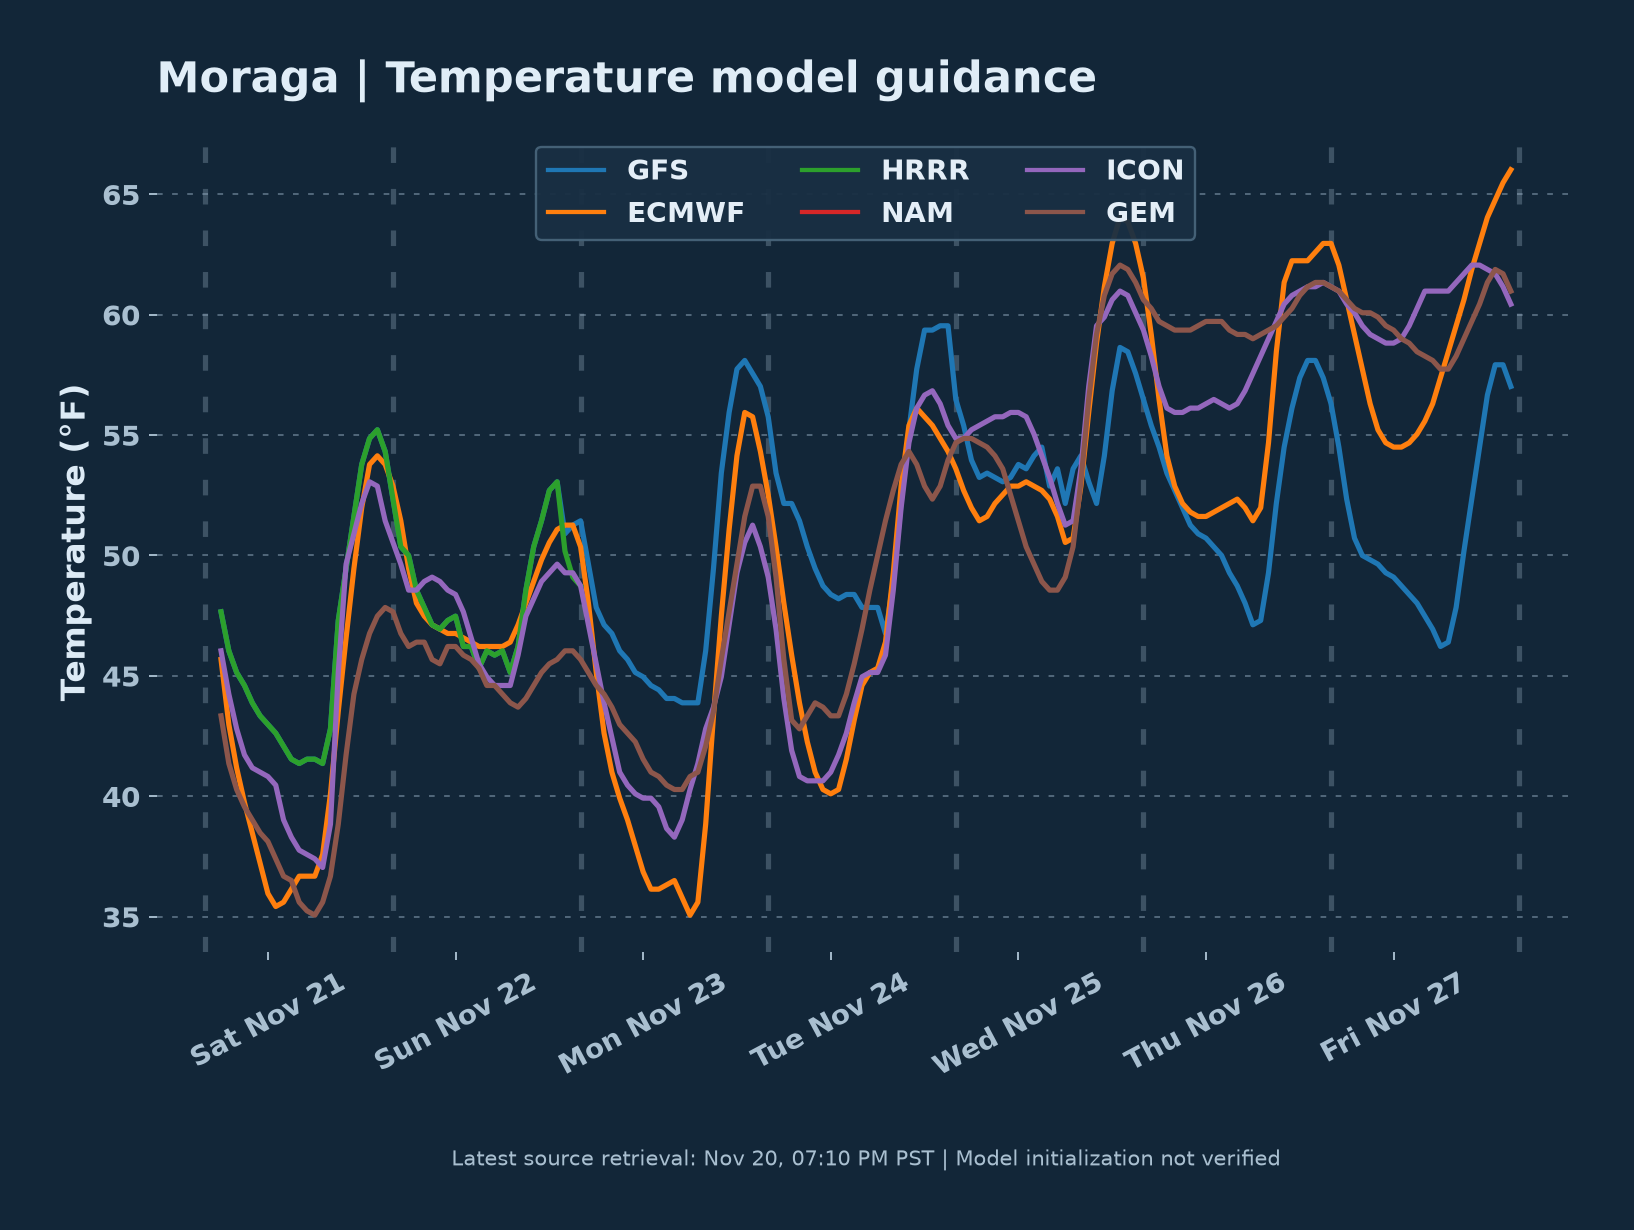 Moraga | Temperature model guidance
GFS HRRR ICON
ECMWF NAM GEM
Temperature (°F)
65
60
55
50
45
40
35
Sat Nov 21
Sun Nov 22
Mon Nov 23
Tue Nov 24
Wed Nov 25
Thu Nov 26
Fri Nov 27
Latest source retrieval: Nov 20, 07:10 PM PST | Model initialization not verified